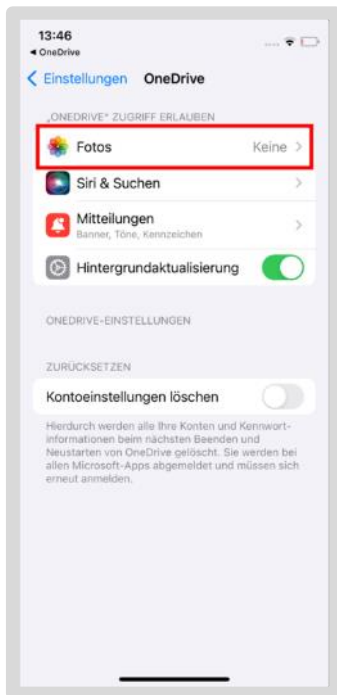 13:46
◀ OneDrive
Einstellungen OneDrive
„ONEDRIVE“ ZUGRIFF ERLAUBEN
Fotos Keine
Siri & Suchen
Mitteilungen
Banner, Töne, Kennzeichen
Hintergrundaktualisierung
ONEDRIVE-EINSTELLUNGEN
ZURÜCKSETZEN
Kontoeinstellungen löschen
Hierdurch werden alle Ihre Konten und Kennwort-
informationen beim nächsten Beenden und
Neustarten von OneDrive gelöscht. Sie werden bei
allen Microsoft-Apps abgemeldet und müssen sich
erneut anmelden.